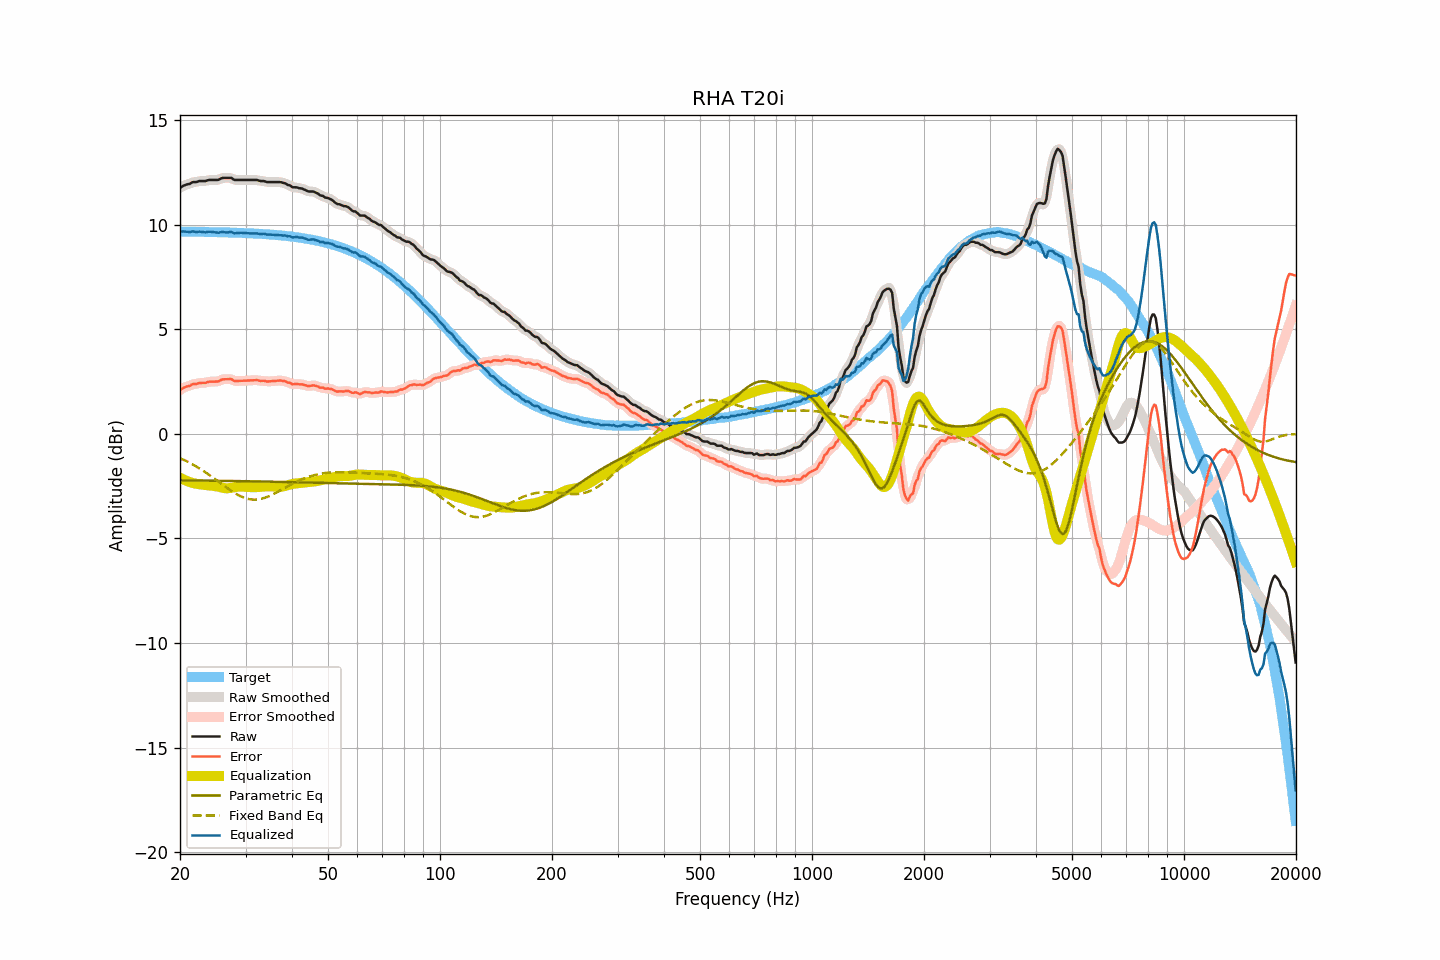 RHA T20i
Amplitude (dBr)
15
10
5
0
−5
−10
−15
−20
Target
Raw Smoothed
Error Smoothed
Raw
Error
Equalization
Parametric Eq
Fixed Band Eq
Equalized
20 50 100 200 500 1000 2000 5000 10000 20000
Frequency (Hz)